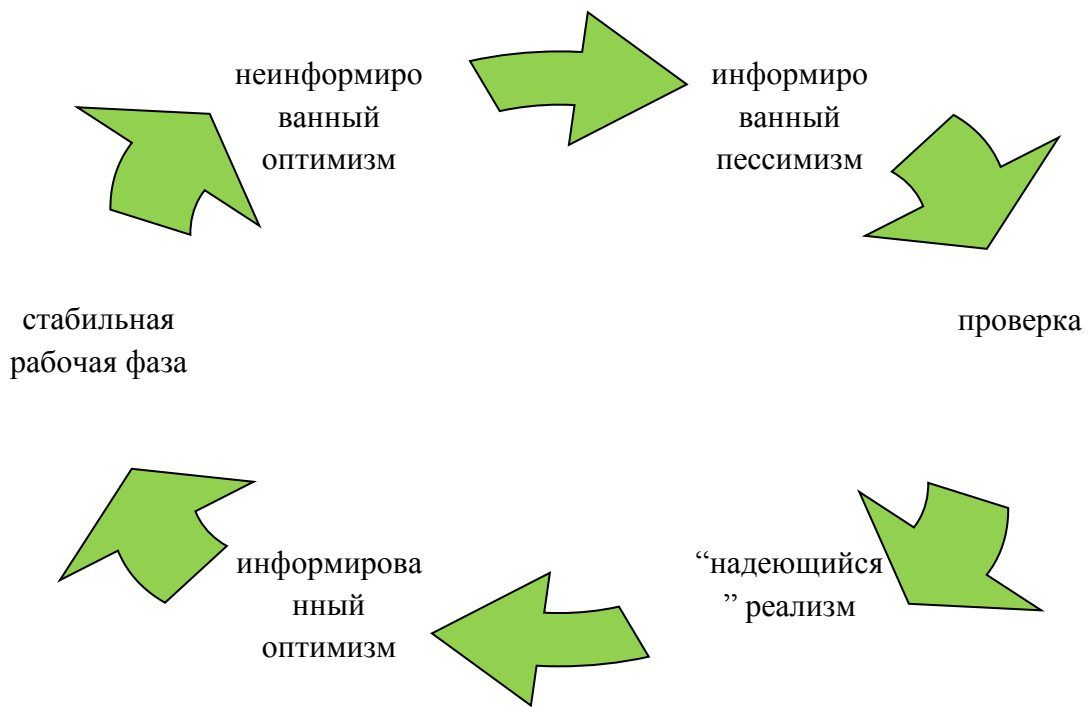 неинформиро
ванный
оптимизм
информиро
ванный
пессимизм
проверка
“надеющийся
” реализм
информирова
нный
оптимизм
стабильная
рабочая фаза